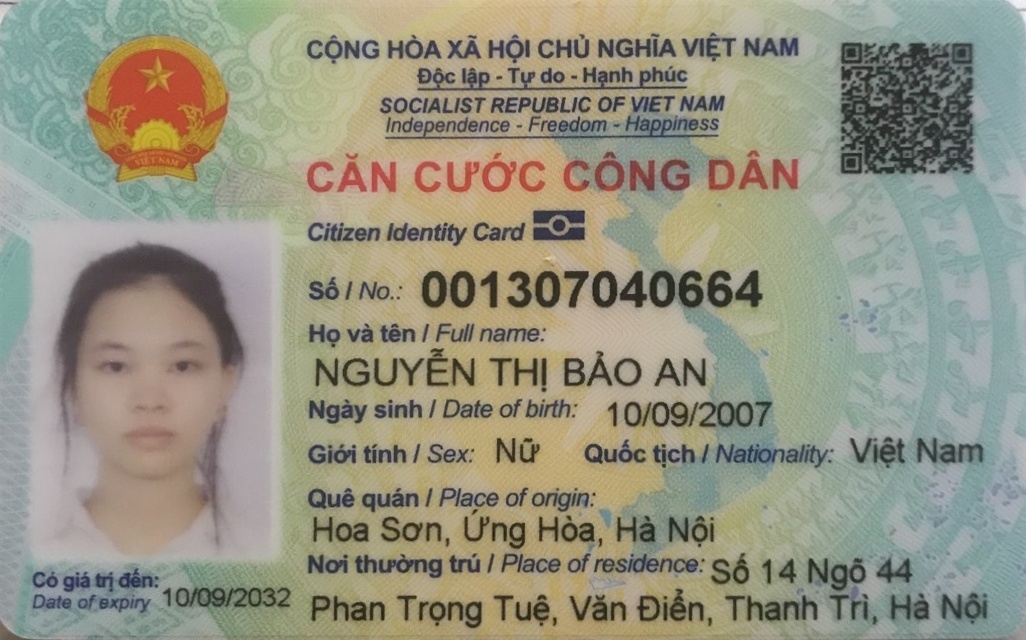 CỘNG HÒA XÃ HỘI CHỦ NGHĨA VIỆT NAM
Độc lập - Tự do - Hạnh phúc
SOCIALIST REPUBLIC OF VIET NAM
Independence - Freedom - Happiness
CĂN CƯỚC CÔNG DÂN
Citizen Identity Card
VIỆT NAM
Số / No.: 001307040664
Họ và tên / Full name:
NGUYỄN THỊ BẢO AN
Ngày sinh / Date of birth: 10/09/2007
Giới tính / Sex: Nữ Quốc tịch / Nationality: Việt Nam
Quê quán / Place of origin:
Hoa Sơn, Ứng Hòa, Hà Nội
Nơi thường trú / Place of residence: Số 14 Ngõ 44
Phan Trọng Tuệ, Văn Điển, Thanh Trì, Hà Nội
Có giá trị đến:
Date of expiry 10/09/2032